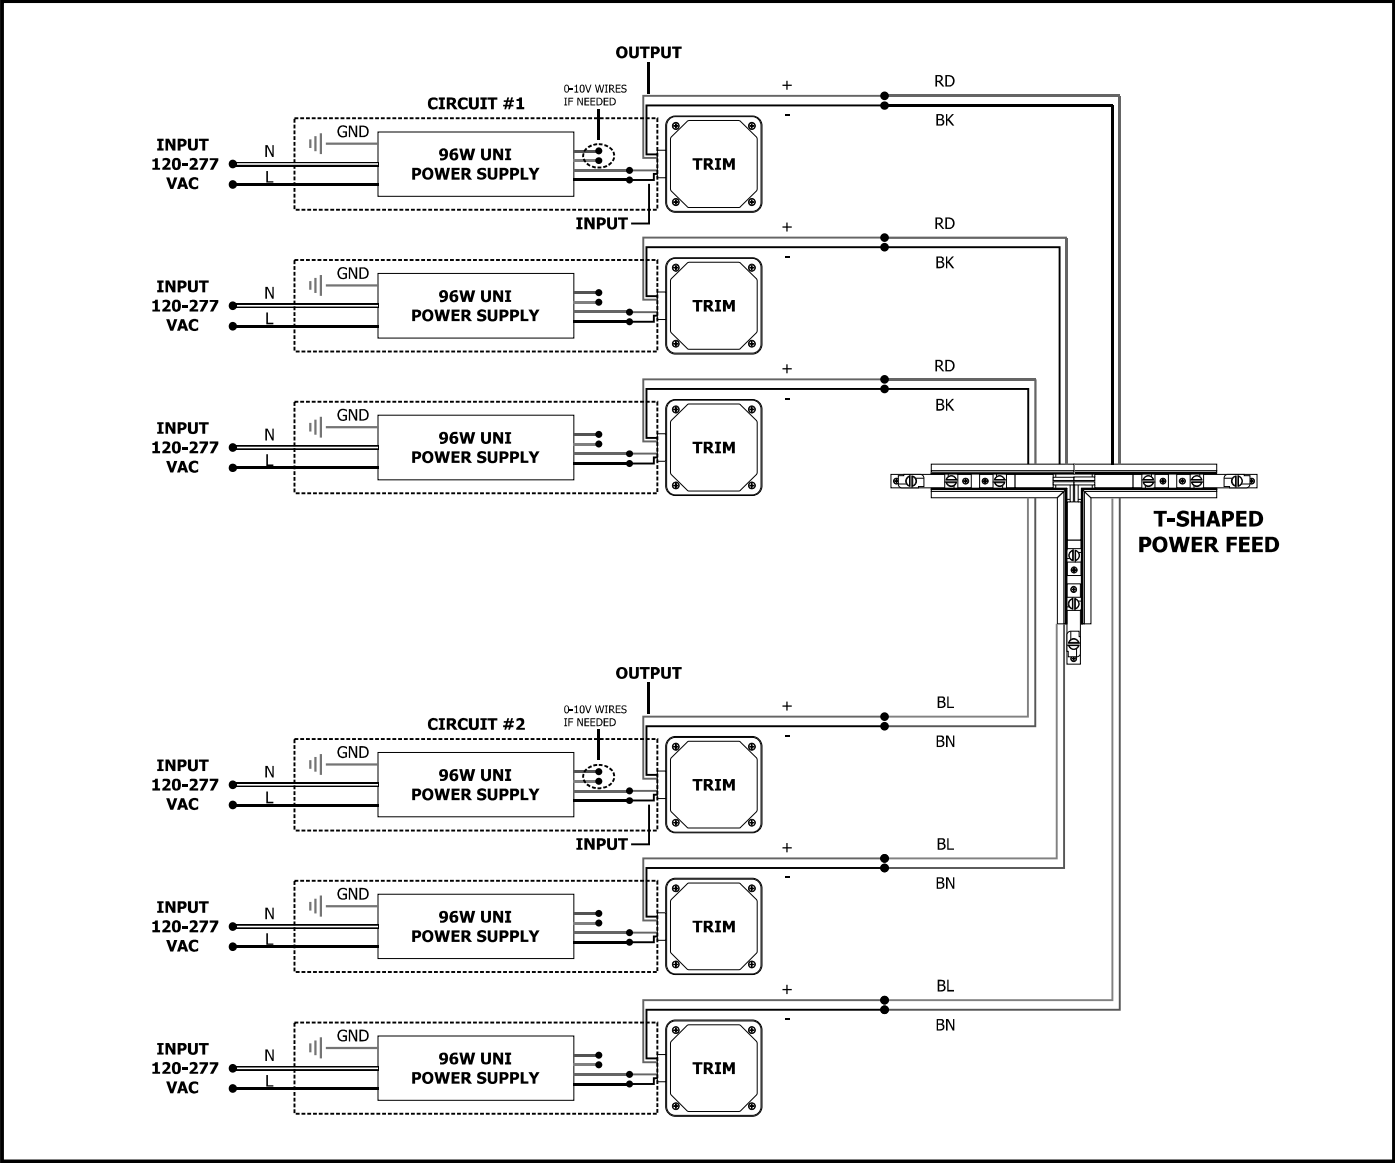 OUTPUT
0-10V WIRES
IF NEEDED
CIRCUIT #1
+
RD
-
BK
GND
INPUT
120-277
VAC
N
L
96W UNI
POWER SUPPLY
TRIM
INPUT
+
RD
-
BK
GND
INPUT
120-277
VAC
N
L
96W UNI
POWER SUPPLY
TRIM
+
RD
-
BK
GND
INPUT
120-277
VAC
N
L
96W UNI
POWER SUPPLY
TRIM
T-SHAPED
POWER FEED
OUTPUT
0-10V WIRES
IF NEEDED
CIRCUIT #2
+
BL
-
BN
GND
INPUT
120-277
VAC
N
L
96W UNI
POWER SUPPLY
TRIM
INPUT
+
BL
-
BN
GND
INPUT
120-277
VAC
N
L
96W UNI
POWER SUPPLY
TRIM
+
BL
-
BN
GND
INPUT
120-277
VAC
N
L
96W UNI
POWER SUPPLY
TRIM